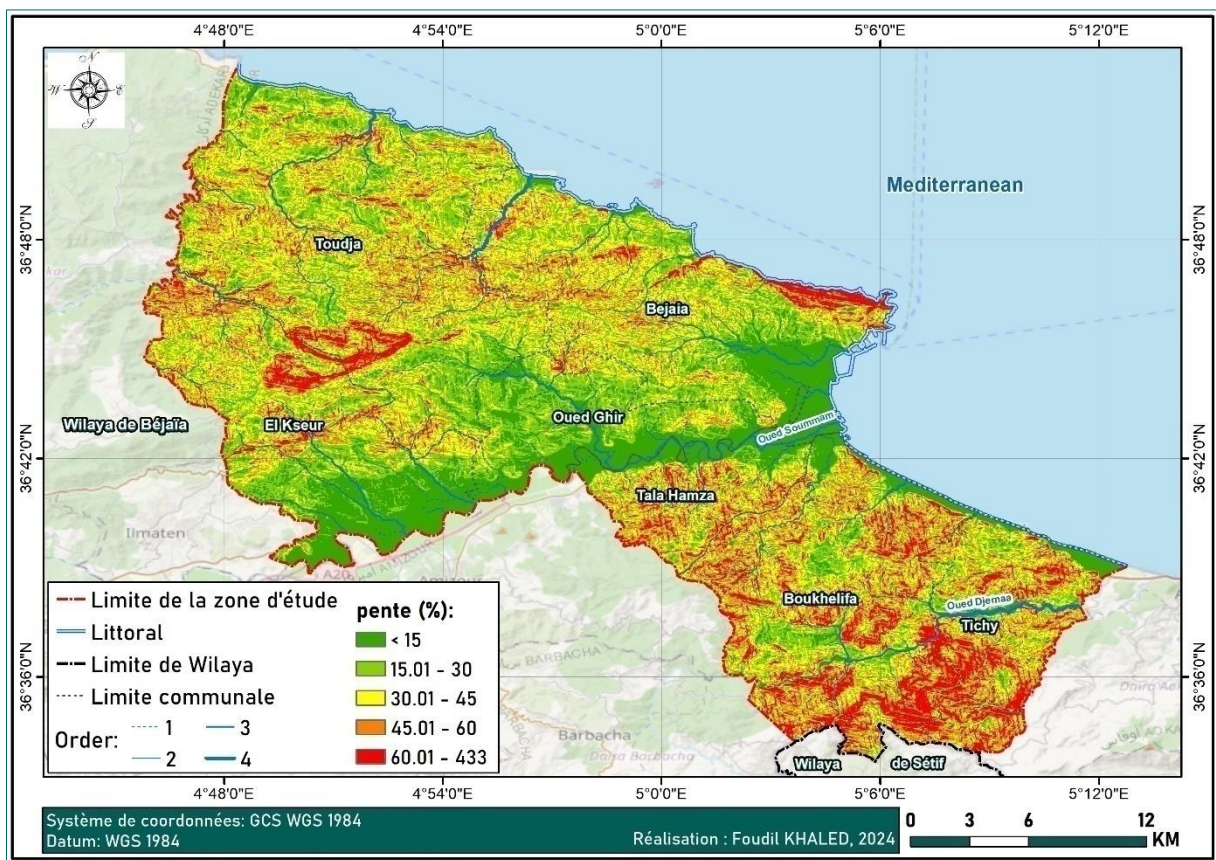 4°48'0"E 4°54'0"E 5°0'0"E 5°6'0"E 5°12'0"E
N
W E
S
36°48'0"N
36°48'0"N
Mediterranean
Toudja
Bejaia
Wilaya de Béjaïa
El Kseur
Oued Ghir
Oued Soummam
36°42'0"N
36°42'0"N
Tala Hamza
Ilmaten
Boukhelifa
Oued Djemaa
Tichy
BARBACHA
Barbacha
Daïra Barbacha
36°36'0"N
36°36'0"N
Wilaya de Sétif
Limite de la zone d'étude
Littoral
Limite de Wilaya
Limite communale
Order:
1 3
2 4
pente (%):
< 15
15.01 - 30
30.01 - 45
45.01 - 60
60.01 - 433
4°48'0"E 4°54'0"E 5°0'0"E 5°6'0"E 5°12'0"E
Système de coordonnées: GCS WGS 1984
Datum: WGS 1984
Réalisation : Foudil KHALED, 2024
0 3 6 12
KM